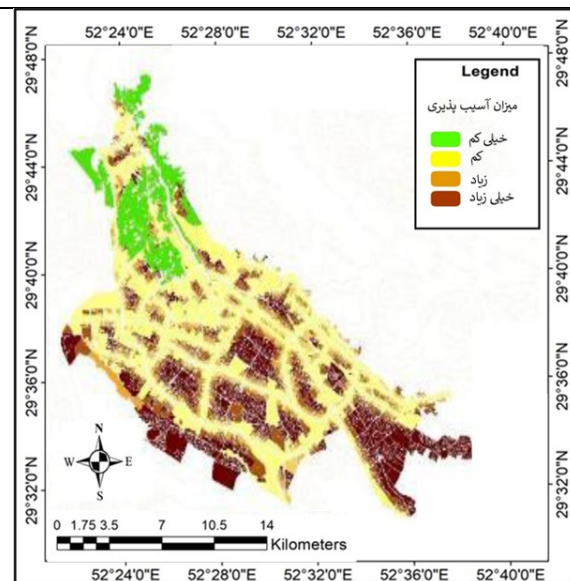 52°24'0"E 52°28'0"E 52°32'0"E 52°36'0"E 52°40'0"E
29°48'0"N 29°48'0"N
29°44'0"N 29°44'0"N
29°40'0"N 29°40'0"N
29°36'0"N 29°36'0"N
29°32'0"N 29°32'0"N
Legend
میزان آسیب پذیری
خیلی کم
کم
زیاد
خیلی زیاد
N
W E
S
0 1.75 3.5 7 10.5 14
Kilometers
52°24'0"E 52°28'0"E 52°32'0"E 52°36'0"E 52°40'0"E